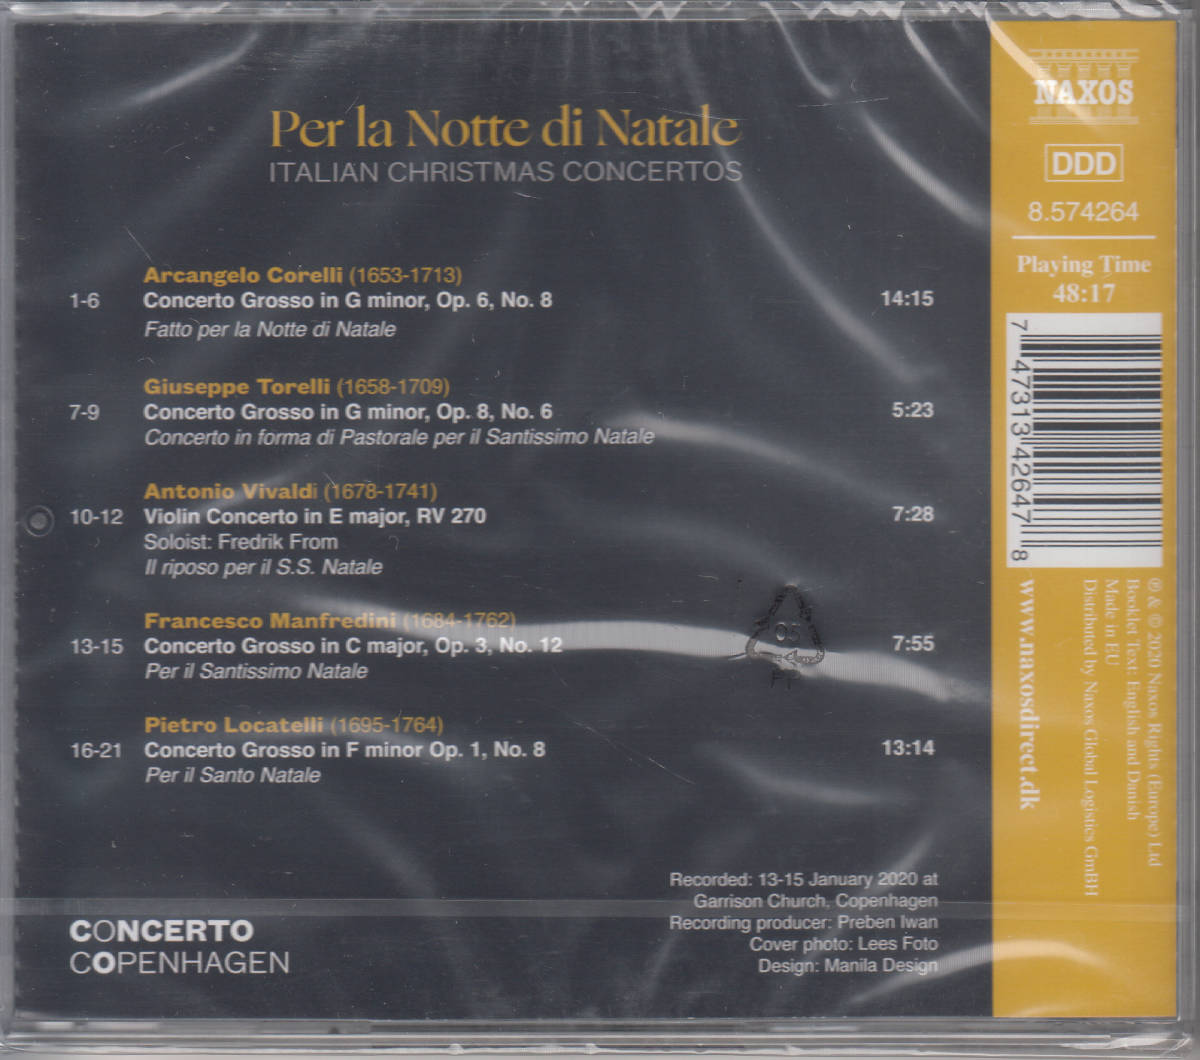 Per la Notte di Natale
ITALIAN CHRISTMAS CONCERTOS
Arcangelo Corelli (1653-1713)
1-6 Concerto Grosso in G minor, Op. 6, No. 8 14:15
Fatto per la Notte di Natale
Giuseppe Torelli (1658-1709)
7-9 Concerto Grosso in G minor, Op. 8, No. 6 5:23
Concerto in forma di Pastorale per il Santissimo Natale
Antonio Vivaldi (1678-1741)
10-12 Violin Concerto in E major, RV 270 7:28
Soloist: Fredrik From
Il riposo per il S.S. Natale
Francesco Manfredini (1684-1762)
13-15 Concerto Grosso in C major, Op. 3, No. 12 7:55
Per il Santissimo Natale
Pietro Locatelli (1695-1764)
16-21 Concerto Grosso in F minor Op. 1, No. 8 13:14
Per il Santo Natale
05
PP
Recorded: 13-15 January 2020 at
Garrison Church, Copenhagen
Recording producer: Preben Iwan
Cover photo: Lees Foto
Design: Manila Design
CONCERTO
COPENHAGEN
NAXOS
DDD
8.574264
Playing Time
48:17
7 47313 42647 8
℗ & © 2020 Naxos Rights (Europe) Ltd
Booklet Text: English and Danish
Made in EU
Distributed by Naxos Global Logistics GmBH
www.naxosdirect.dk